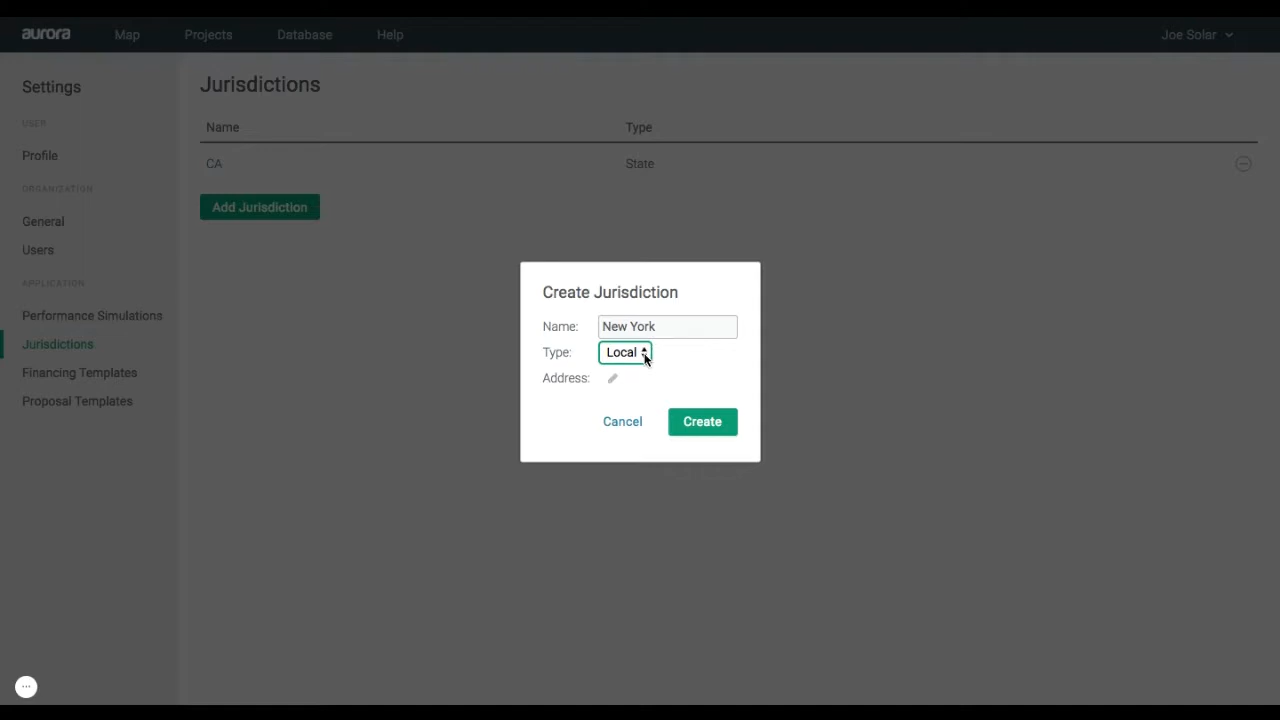 aurora Map Projects Database Help Joe Solar
Settings
USER
Profile
ORGANIZATION
General
Users
APPLICATION
Performance Simulations
Jurisdictions
Financing Templates
Proposal Templates
Jurisdictions
Name Type
CA State
Add Jurisdiction
Create Jurisdiction
Name: New York
Type: Local
Address:
Cancel Create